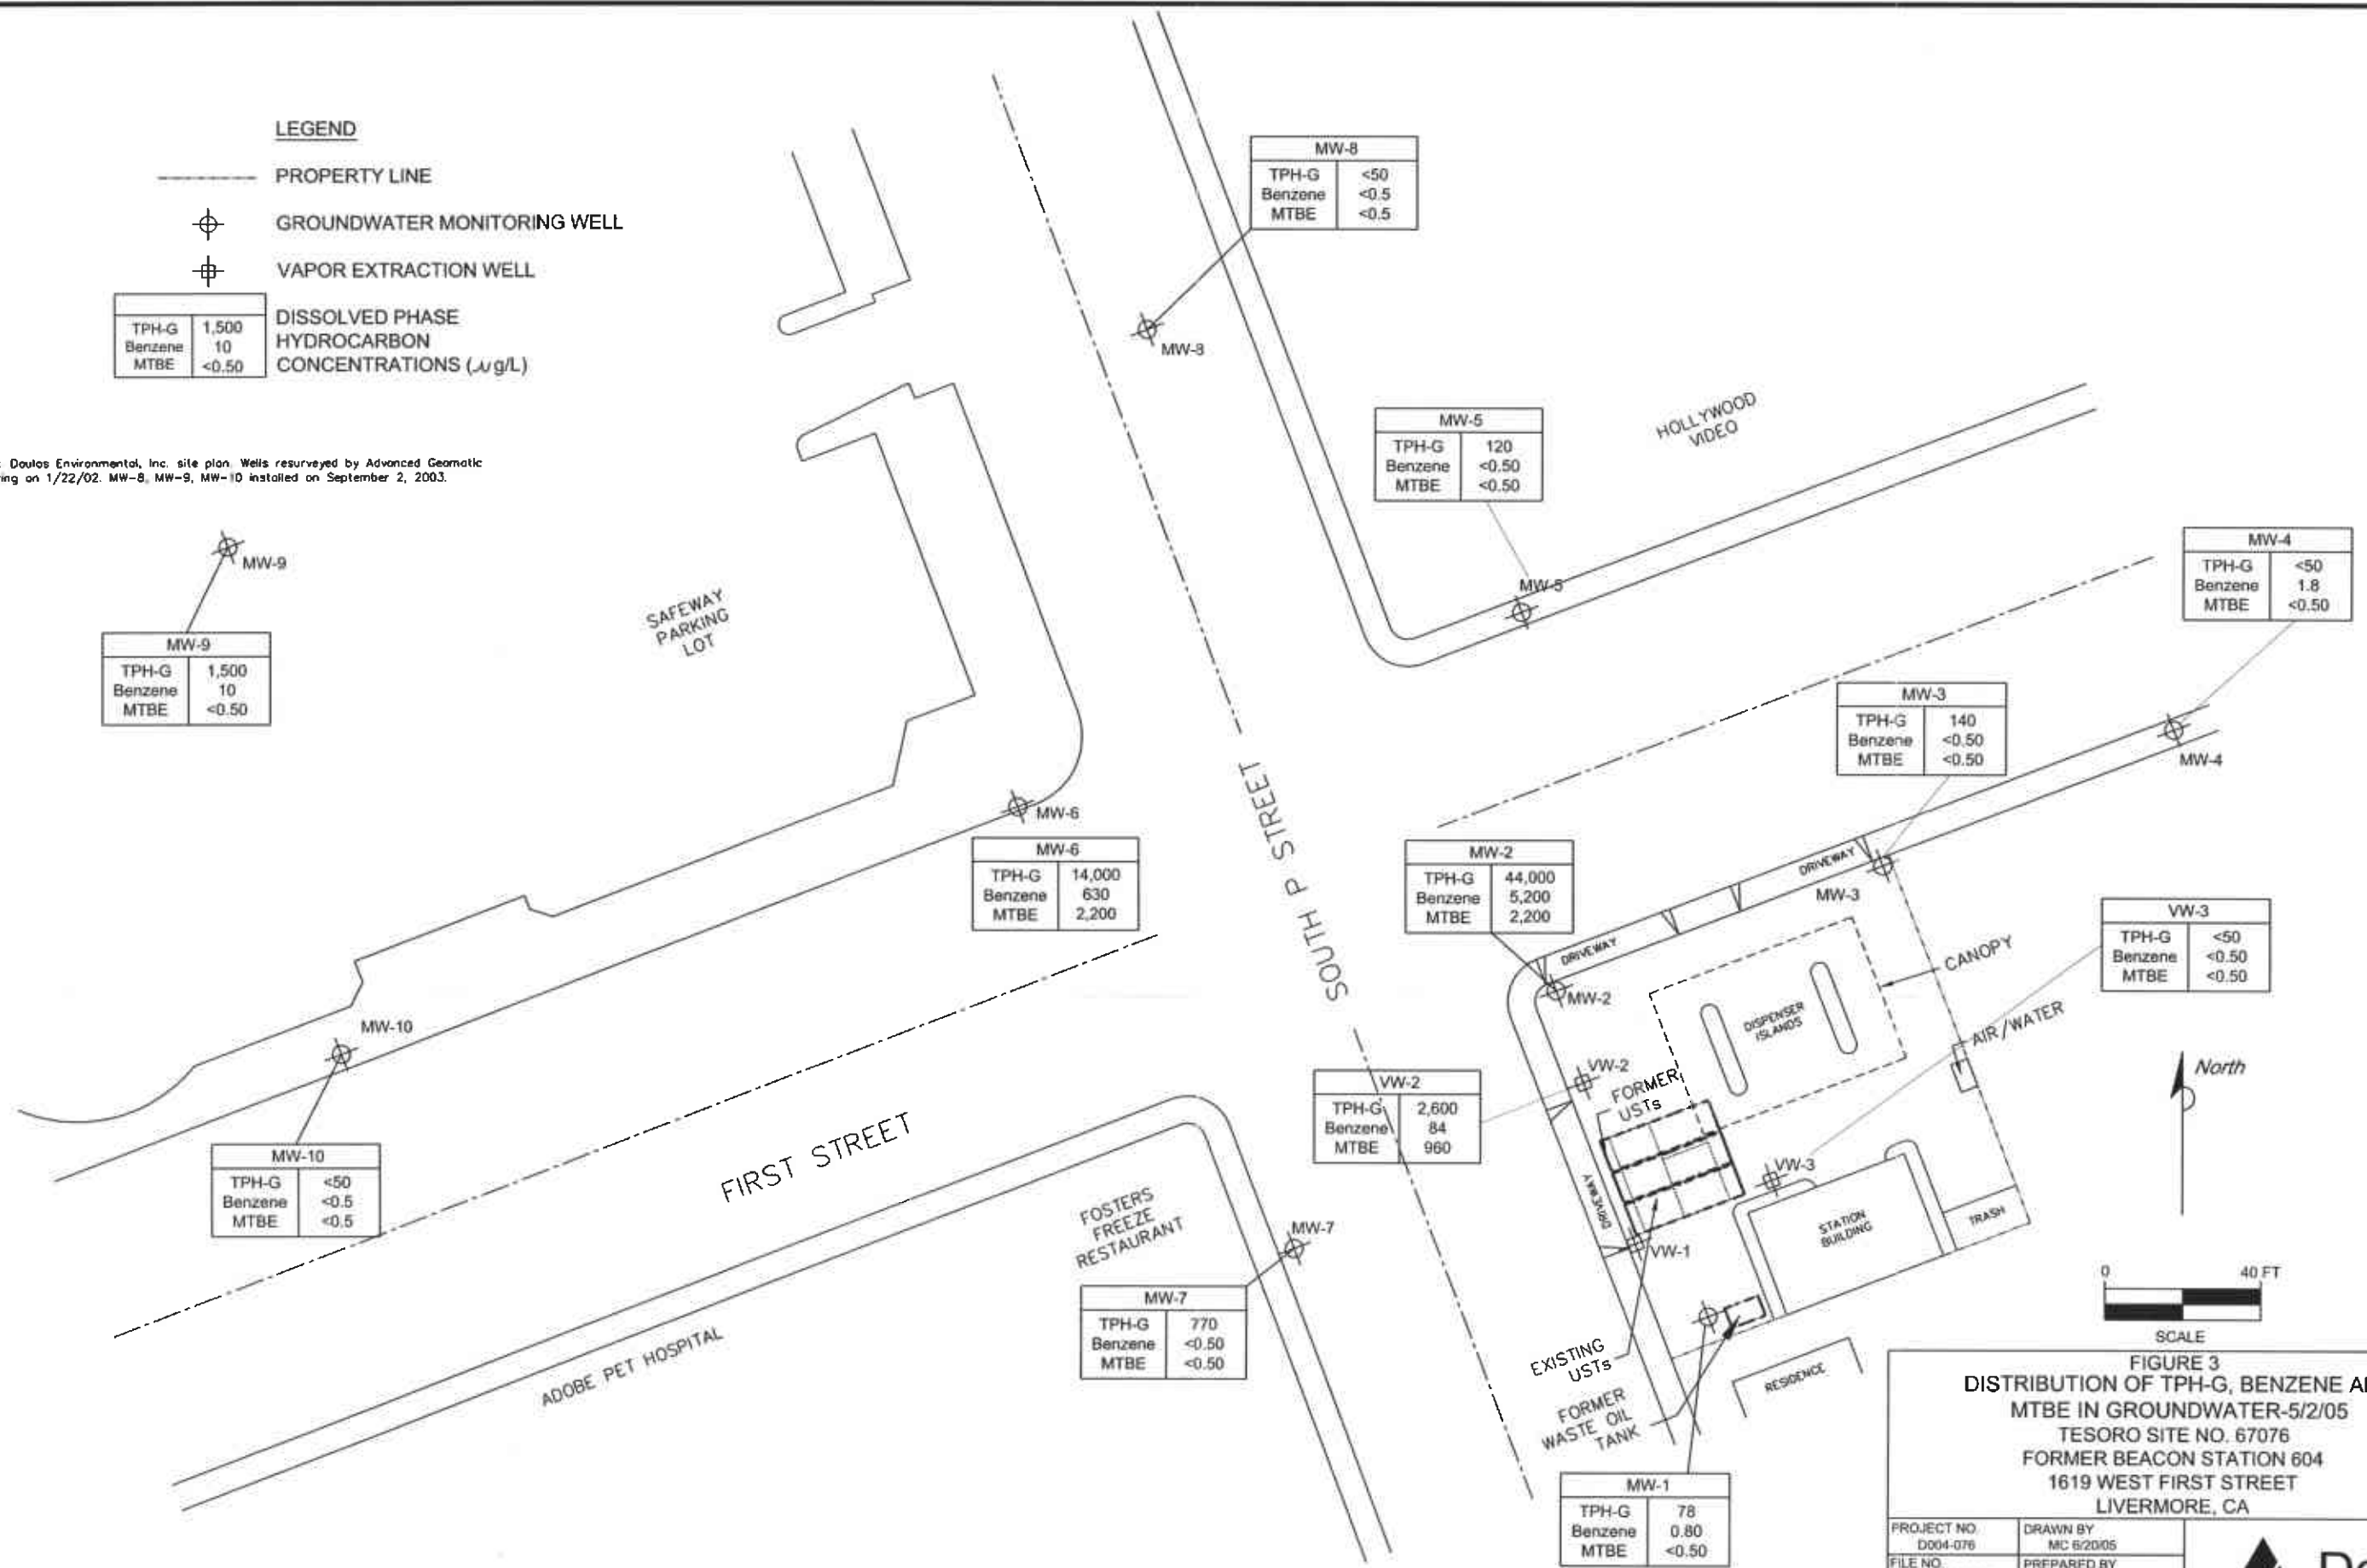 LEGEND
PROPERTY LINE
GROUNDWATER MONITORING WELL
VAPOR EXTRACTION WELL
TPH-G 1,500
Benzene 10
MTBE <0.50
DISSOLVED PHASE
HYDROCARBON
CONCENTRATIONS (µg/L)
: Doulos Environmental, Inc. site plan. Wells resurveyed by Advanced Geomatic
ing on 1/22/02. MW-8, MW-9, MW-10 installed on September 2, 2003.
MW-8
TPH-G <50
Benzene <0.5
MTBE <0.5
MW-8
MW-5
TPH-G 120
Benzene <0.50
MTBE <0.50
MW-5
HOLLYWOOD
VIDEO
MW-9
MW-9
TPH-G 1,500
Benzene 10
MTBE <0.50
SAFEWAY
PARKING
LOT
MW-4
TPH-G <50
Benzene 1.8
MTBE <0.50
MW-4
MW-3
TPH-G 140
Benzene <0.50
MTBE <0.50
MW-3
MW-6
MW-6
TPH-G 14,000
Benzene 630
MTBE 2,200
SOUTH P STREET
MW-2
TPH-G 44,000
Benzene 5,200
MTBE 2,200
MW-2
DRIVEWAY
DRIVEWAY
VW-3
TPH-G <50
Benzene <0.50
MTBE <0.50
CANOPY
DISPENSER
ISLANDS
AIR/WATER
North
MW-10
MW-10
TPH-G <50
Benzene <0.5
MTBE <0.5
FIRST STREET
VW-2
TPH-G 2,600
Benzene 84
MTBE 960
VW-2
FORMER
USTs
VW-3
DRIVEWAY
VW-1
STATION
BUILDING
TRASH
FOSTERS
FREEZE
RESTAURANT
MW-7
MW-7
TPH-G 770
Benzene <0.50
MTBE <0.50
ADOBE PET HOSPITAL
EXISTING
USTs
FORMER
WASTE OIL
TANK
RESIDENCE
MW-1
TPH-G 78
Benzene 0.80
MTBE <0.50
0 40 FT
SCALE
FIGURE 3
DISTRIBUTION OF TPH-G, BENZENE
MTBE IN GROUNDWATER-5/2/05
TESORO SITE NO. 67076
FORMER BEACON STATION 604
1619 WEST FIRST STREET
LIVERMORE, CA
PROJECT NO.
D004-076
DRAWN BY
MC 6/20/05
FILE NO.
PREPARED BY